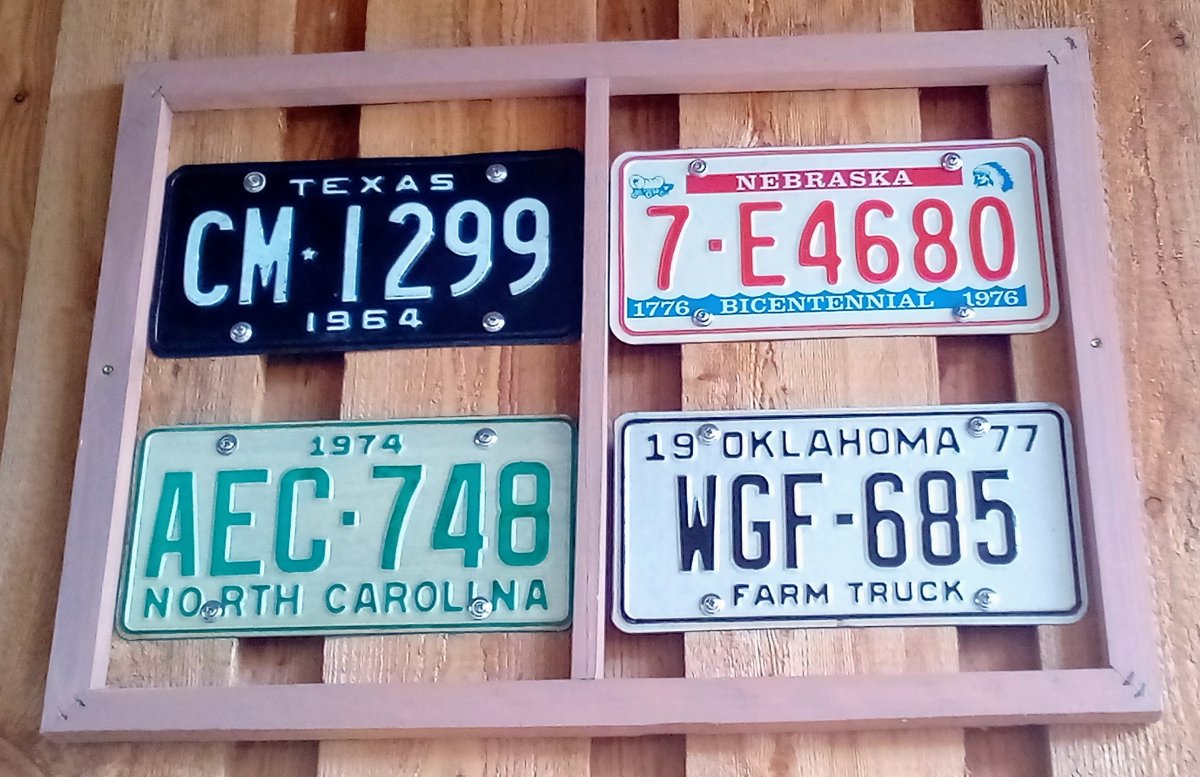 TEXAS
CM★1299
1964
NEBRASKA
7·E4680
1776 BICENTENNIAL 1976
1974
AEC·748
NORTH CAROLINA
19 OKLAHOMA 77
WGF-685
FARM TRUCK